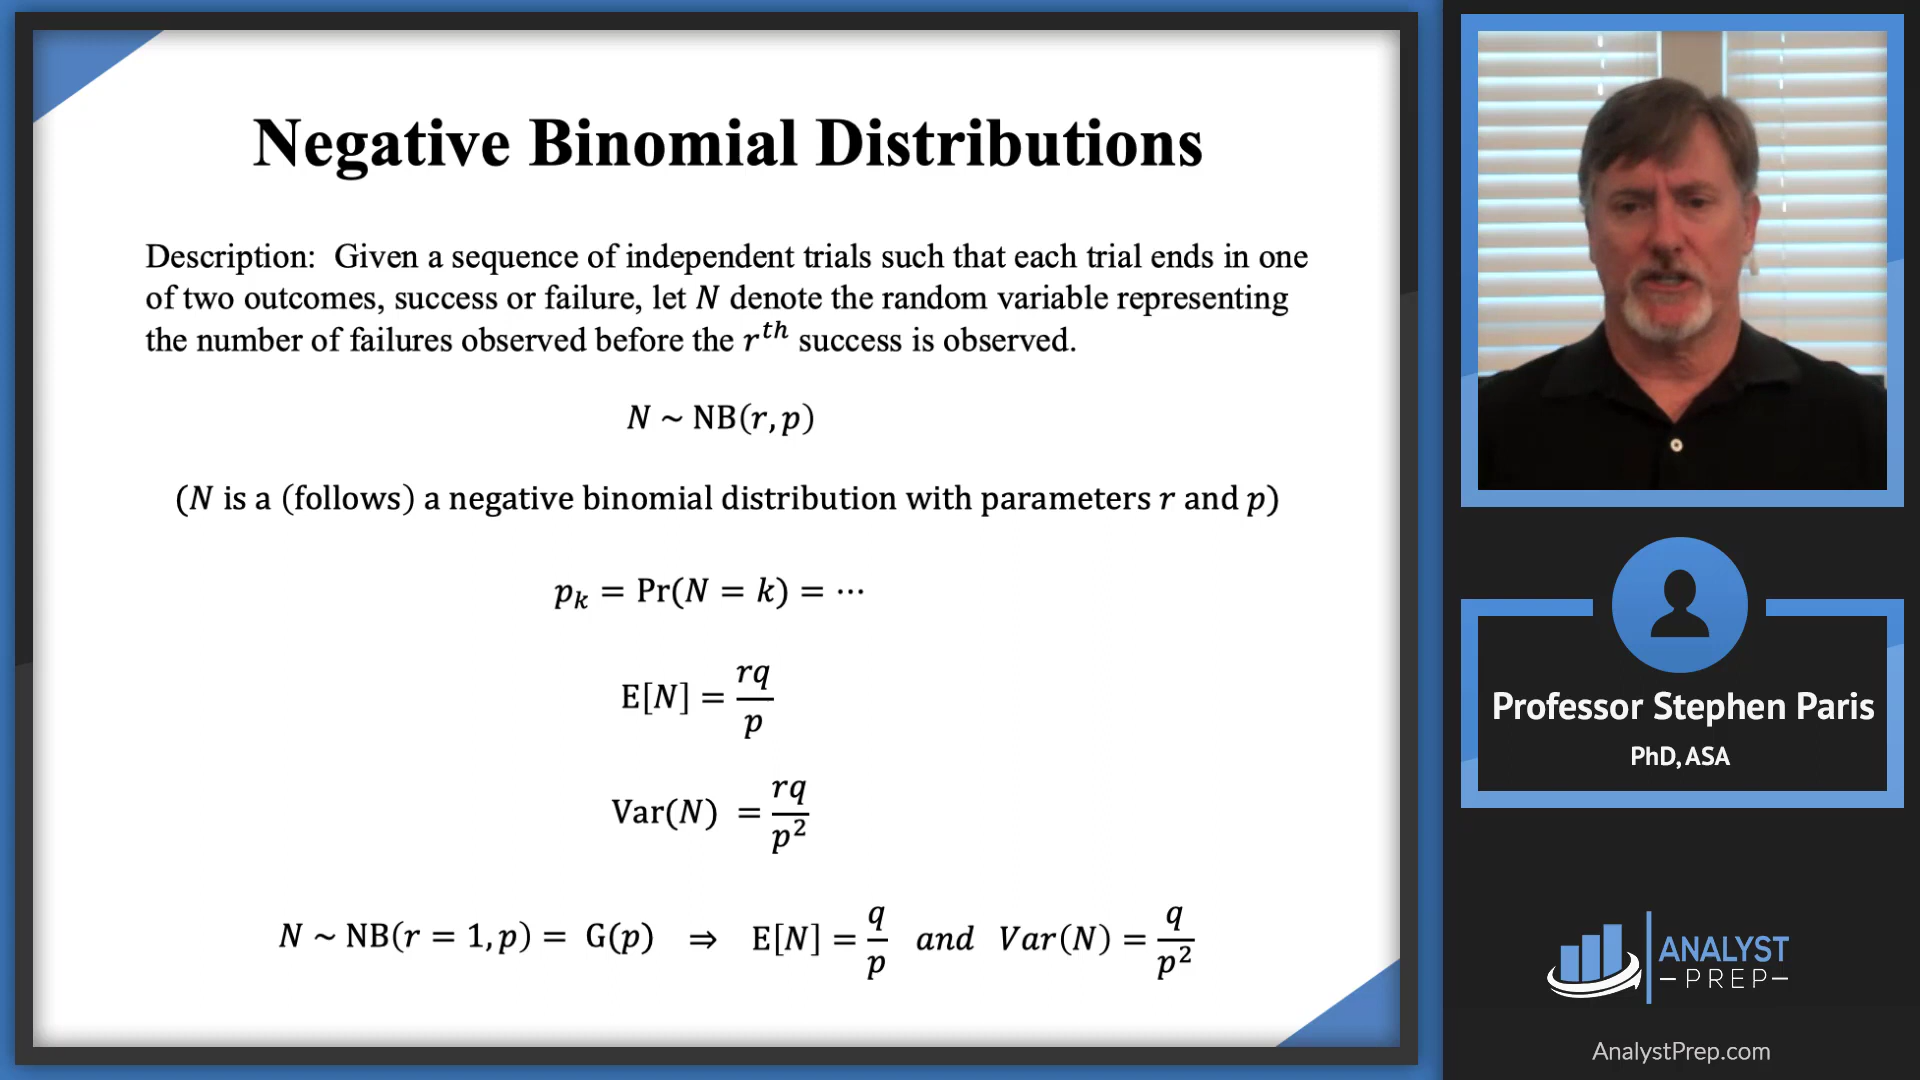 Negative Binomial Distributions
Description: Given a sequence of independent trials such that each trial ends in one
of two outcomes, success or failure, let N denote the random variable representing
the number of failures observed before the r^{th} success is observed.
N ~ NB(r, p)
(N is a (follows) a negative binomial distribution with parameters r and p)
p_k = Pr(N = k) = ⋯
E[N] = rq/p
Var(N) = rq/p²
N ~ NB(r = 1, p) = G(p) ⇒ E[N] = q/p and Var(N) = q/p²
Professor Stephen Paris
PhD, ASA
ANALYST
PREP
AnalystPrep.com